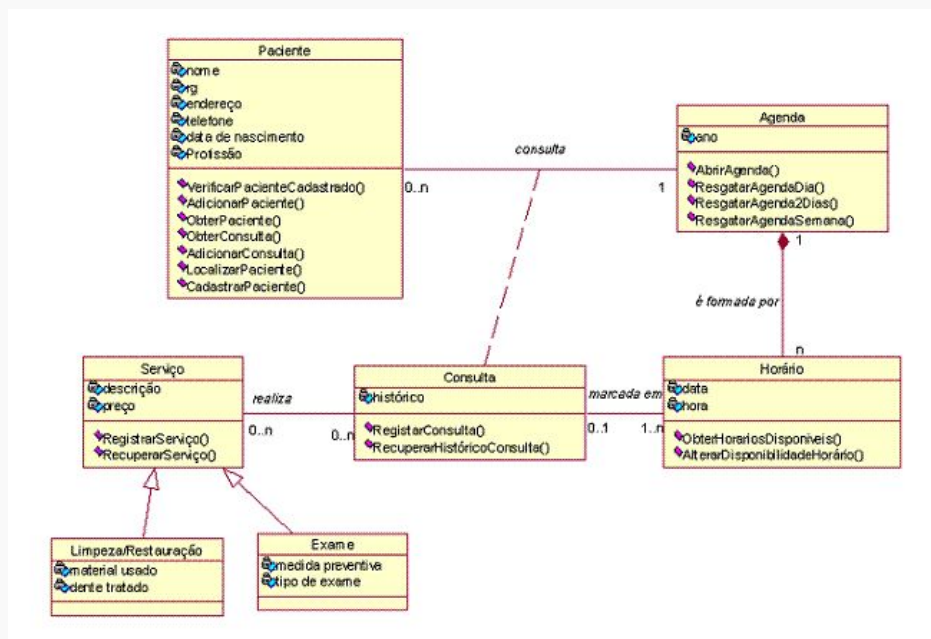 Paciente
nome
rg
endereço
telefone
data de nascimento
Profissão
VerificarPacienteCadastrado()
AdicionarPaciente()
ObterPaciente()
ObterConsulta()
AdicionarConsulta()
LocalizarPaciente()
CadastrarPaciente()
consulta
0..n
1
Agenda
ano
AbrirAgenda()
ResgatarAgendaDia()
ResgatarAgenda2Dias()
ResgatarAgendaSemana()
1
é formada por
n
Serviço
descrição
preço
RegistrarServiço()
RecuperarServiço()
realiza
0..n
0..n
Consulta
histórico
RegistarConsulta()
RecuperarHistóricoConsulta()
marcada em
0..1
1..n
Horário
data
hora
ObterHorariosDisponíveis()
AlterarDisponibilidadeHorário()
Limpeza/Restauração
material usado
dente tratado
Exame
medida preventiva
tipo de exame